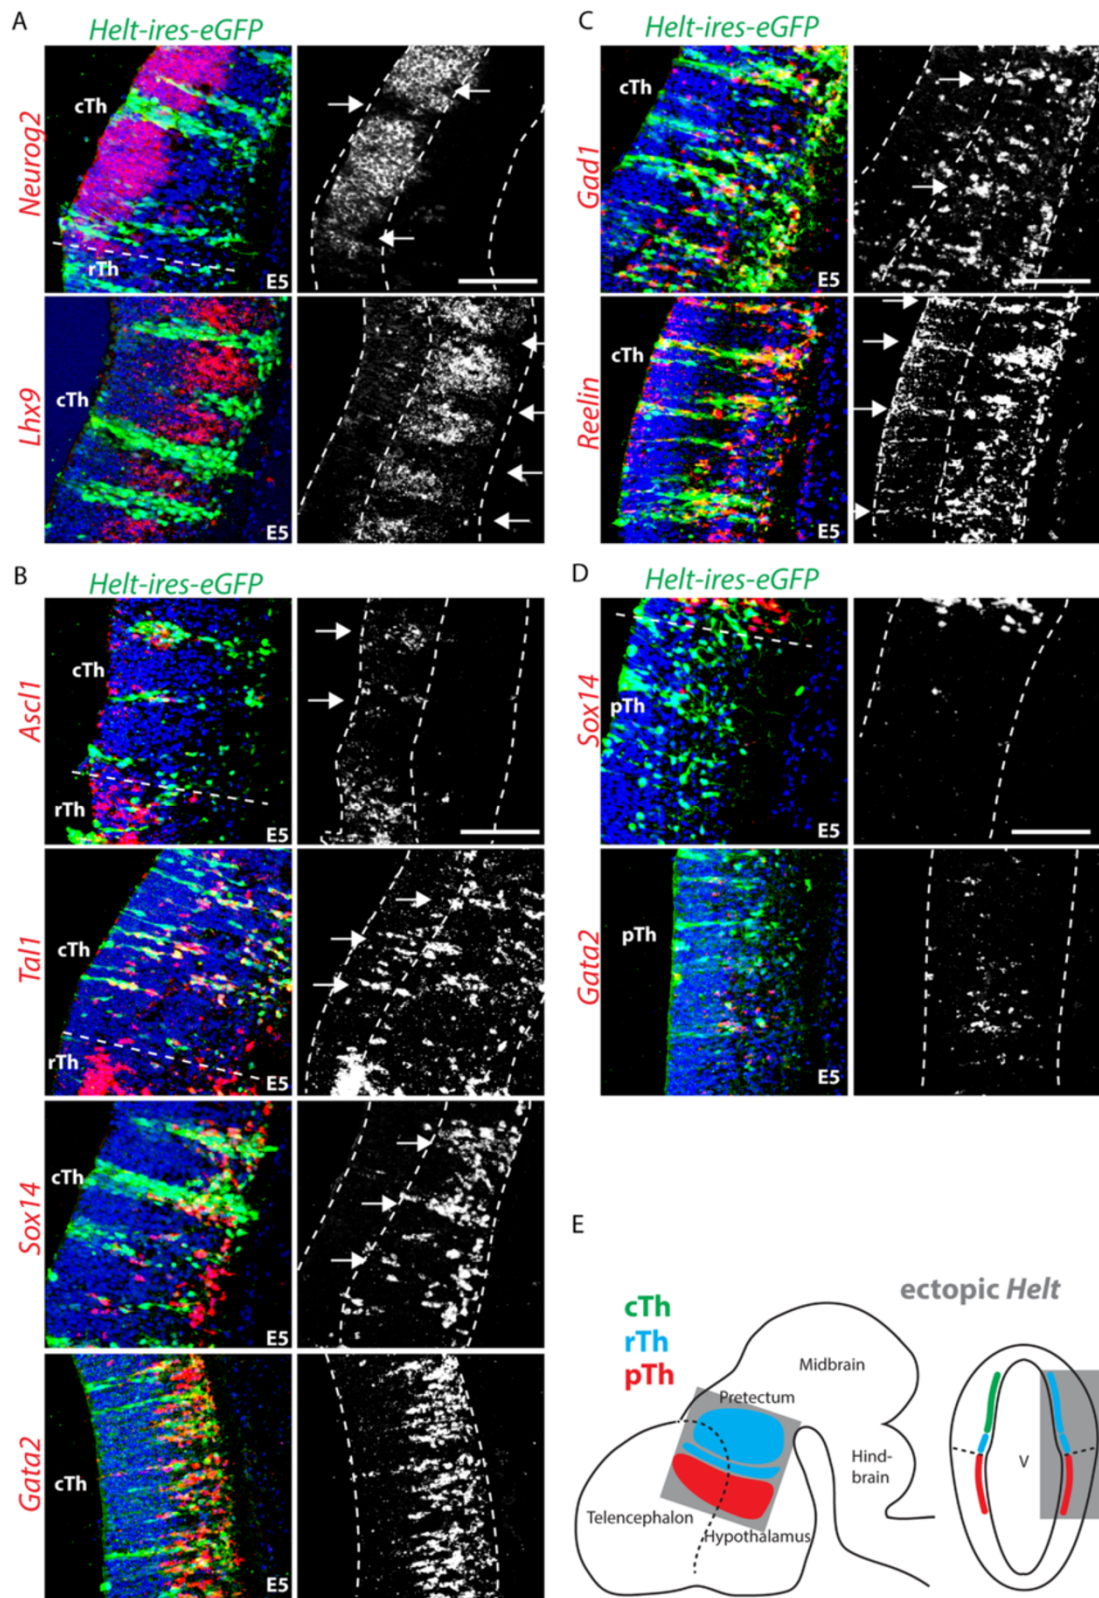 A
Helt-ires-eGFP
Neurog2
cTh
rTh
E5
Lhx9
cTh
E5
B
Helt-ires-eGFP
Ascl1
cTh
rTh
E5
Tal1
cTh
rTh
E5
Sox14
cTh
E5
Gata2
cTh
E5
C
Helt-ires-eGFP
Gad1
cTh
E5
Reelin
cTh
E5
D
Helt-ires-eGFP
Sox14
pTh
E5
Gata2
pTh
E5
E
ectopic Helt
cTh
rTh
pTh
Midbrain
Pretectum
Hind-
brain
Telencephalon
Hypothalamus
V